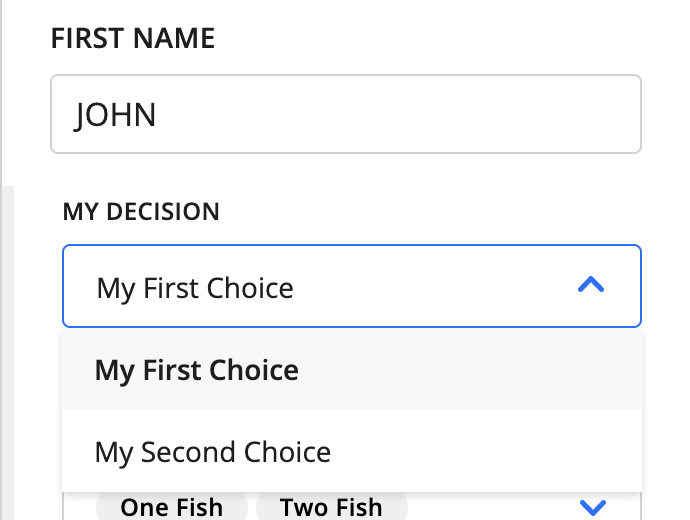 FIRST NAME
JOHN
MY DECISION
My First Choice
My First Choice
My Second Choice
One Fish Two Fish